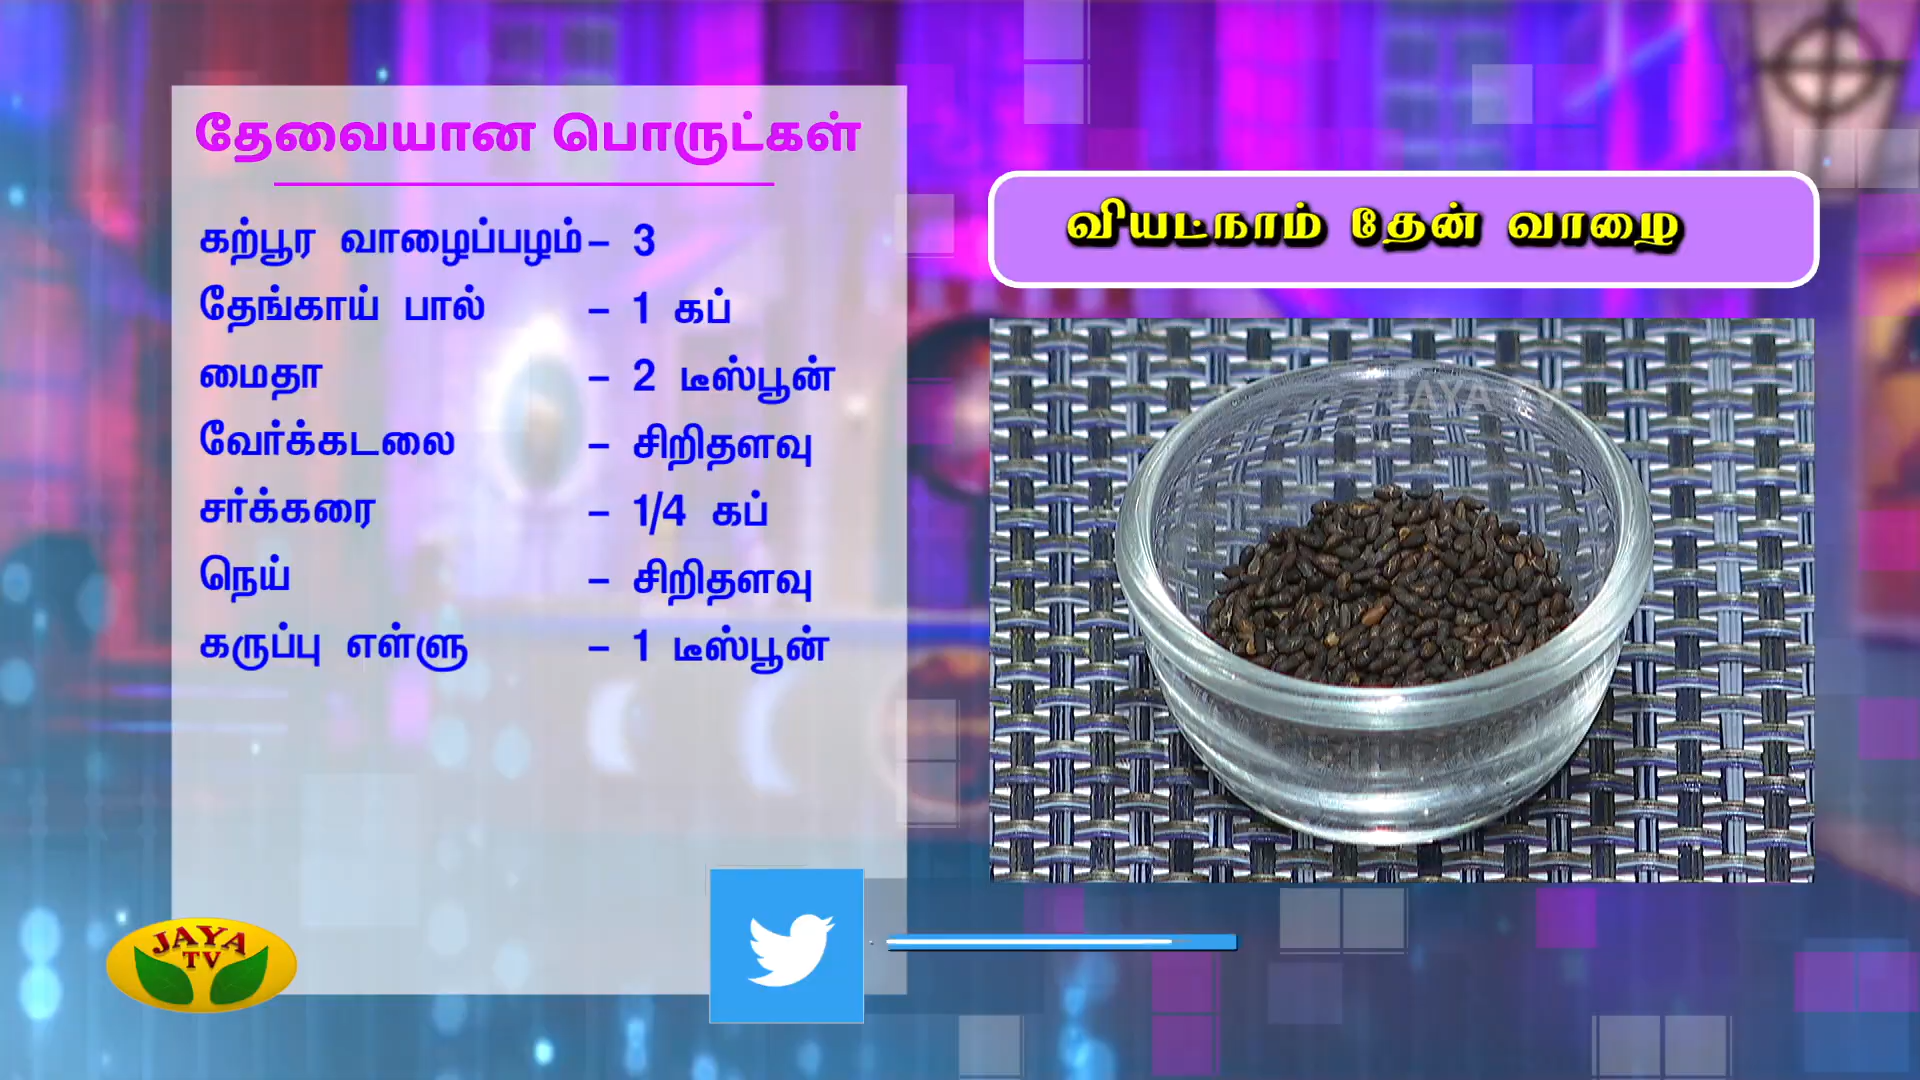 தேவையான பொருட்கள்
கற்பூர வாழைப்பழம் – 3
தேங்காய் பால் – 1 கப்
மைதா – 2 டீஸ்பூன்
வேர்க்கடலை – சிறிதளவு
சர்க்கரை – 1/4 கப்
நெய் – சிறிதளவு
கருப்பு எள்ளு – 1 டீஸ்பூன்
வியட்நாம் தேன் வாழை
JAYA TV
JAYA
TV